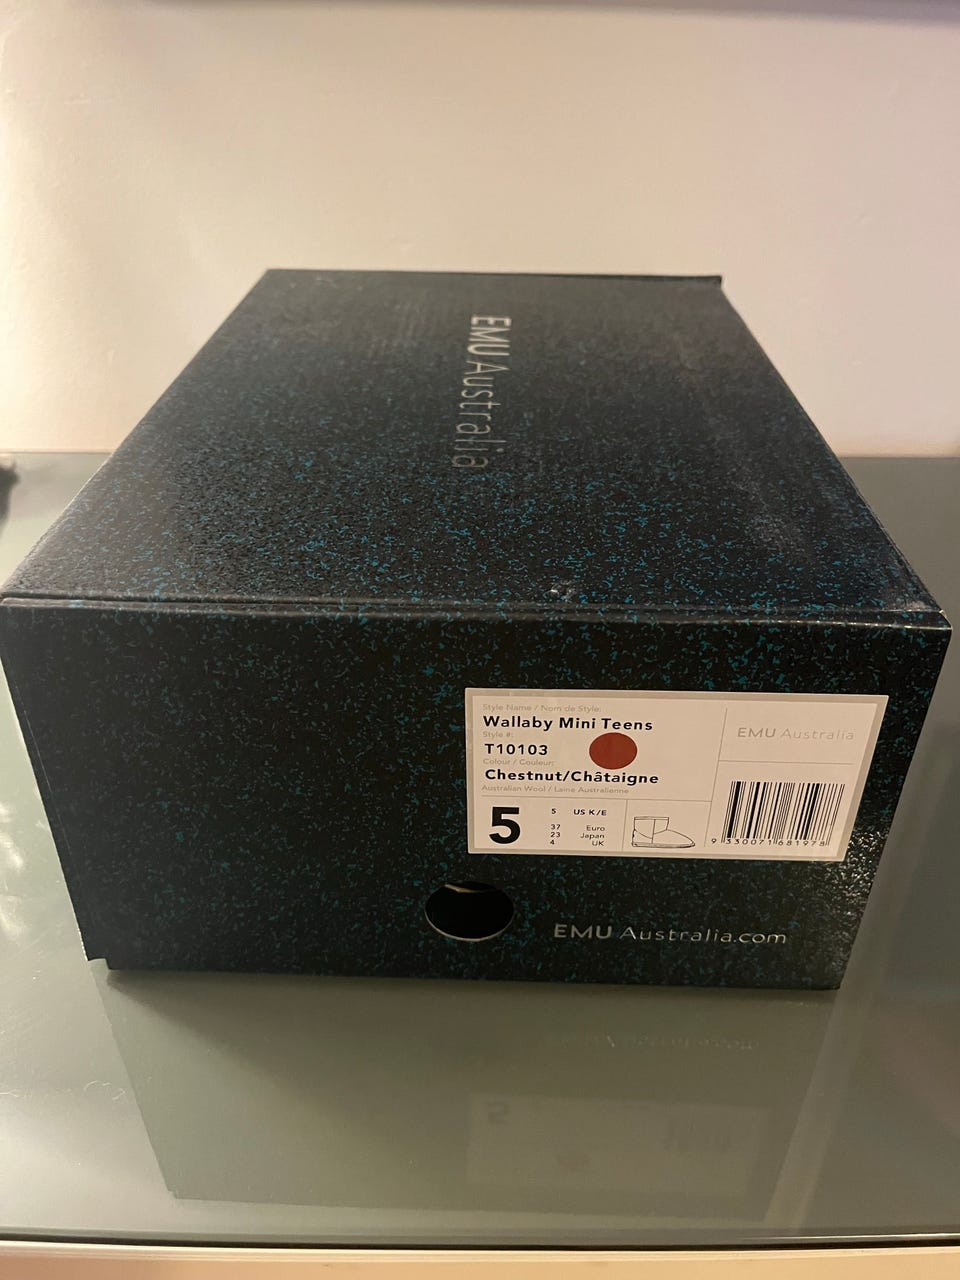 EMU Australia
Style Name / Nom de Style:
Wallaby Mini Teens
Style #:
T10103
Colour / Couleur:
Chestnut/Châtaigne
Australian Wool / Laine Australienne
EMU Australia
5
5 US K/E
37 Euro
23 Japan
4 UK
9 330071 681978
EMU Australia.com